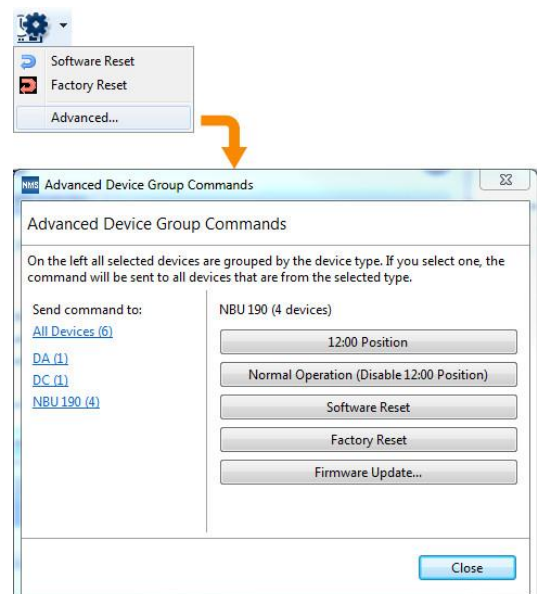 Software Reset
Factory Reset
Advanced...
NMS Advanced Device Group Commands
Advanced Device Group Commands
On the left all selected devices are grouped by the device type. If you select one, the
command will be sent to all devices that are from the selected type.
Send command to:
All Devices (6)
DA (1)
DC (1)
NBU 190 (4)
NBU 190 (4 devices)
12:00 Position
Normal Operation (Disable 12:00 Position)
Software Reset
Factory Reset
Firmware Update...
Close